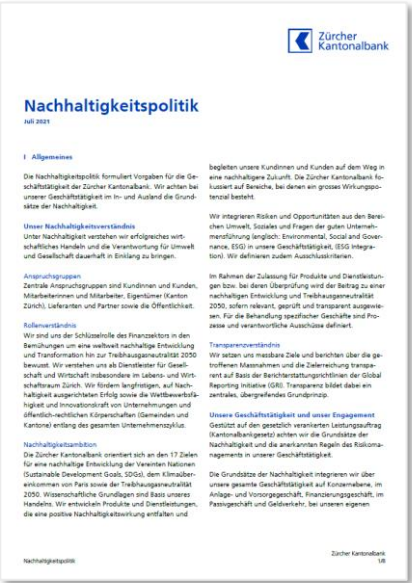 Zürcher
Kantonalbank
Nachhaltigkeitspolitik
Juli 2021
I Allgemeines
Die Nachhaltigkeitspolitik formuliert Vorgaben für die Ge-
schäftstätigkeit der Zürcher Kantonalbank. Wir achten bei
unserer Geschäftstätigkeit im In- und Ausland die Grund-
sätze der Nachhaltigkeit.
Unser Nachhaltigkeitsverständnis
Unter Nachhaltigkeit verstehen wir erfolgreiches wirt-
schaftliches Handeln und die Verantwortung für Umwelt
und Gesellschaft dauerhaft in Einklang zu bringen.
Anspruchsgruppen
Zentrale Anspruchsgruppen sind Kundinnen und Kunden,
Mitarbeiterinnen und Mitarbeiter, Eigentümer (Kanton
Zürich), Lieferanten und Partner sowie die Öffentlichkeit.
Rollenverständnis
Wir sind uns der Schlüsselrolle des Finanzsektors in den
Bemühungen um eine weltweit nachhaltige Entwicklung
und Transformation hin zur Treibhausgasneutralität 2050
bewusst. Wir verstehen uns als Dienstleister für Gesell-
schaft und Wirtschaft insbesondere im Lebens- und Wirt-
schaftsraum Zürich. Wir fördern langfristigen, auf Nach-
haltigkeit ausgerichteten Erfolg sowie die Wettbewerbsfä-
higkeit und Innovationskraft von Unternehmungen und
öffentlich-rechtlichen Körperschaften (Gemeinden und
Kantone) entlang des gesamten Unternehmenszyklus.
Nachhaltigkeitsambition
Die Zürcher Kantonalbank orientiert sich an den 17 Zielen
für eine nachhaltige Entwicklung der Vereinten Nationen
(Sustainable Development Goals, SDGs), dem Klimaüber-
einkommen von Paris sowie der Treibhausgasneutralität
2050. Wissenschaftliche Grundlagen sind Basis unseres
Handelns. Wir entwickeln Produkte und Dienstleistungen,
die eine positive Nachhaltigkeitswirkung entfalten und
begleiten unsere Kundinnen und Kunden auf dem Weg in
eine nachhaltigere Zukunft. Die Zürcher Kantonalbank fo-
kussiert auf Bereiche, bei denen ein grosses Wirkungspo-
tenzial besteht.
Wir integrieren Risiken und Opportunitäten aus den Berei-
chen Umwelt, Soziales und Fragen der guten Unterneh-
mensführung (englisch: Environmental, Social and Gover-
nance, ESG) in unsere Geschäftstätigkeit, (ESG Integra-
tion). Wir definieren zudem Ausschlusskriterien.
Im Rahmen der Zulassung für Produkte und Dienstleistun-
gen bzw. bei deren Überprüfung wird der Beitrag zu einer
nachhaltigen Entwicklung und Treibhausgasneutralität
2050, sofern relevant, geprüft und transparent ausgewie-
sen. Für die Behandlung spezifischer Geschäfte sind Pro-
zesse und verantwortliche Ausschüsse definiert.
Transparenzverständnis
Wir setzen uns messbare Ziele und berichten über die ge-
troffenen Massnahmen und die Zielerreichung transpa-
rent auf Basis der Berichterstattungsrichtlinien der Global
Reporting Initiative (GRI). Transparenz bildet dabei ein
zentrales, übergreifendes Grundprinzip.
Unsere Geschäftstätigkeit und unser Engagement
Gestützt auf den gesetzlich verankerten Leistungsauftrag
(Kantonalbankgesetz) achten wir die Grundsätze der
Nachhaltigkeit und die anerkannten Regeln des Risikoma-
nagements in unserer Geschäftstätigkeit.
Die Grundsätze der Nachhaltigkeit integrieren wir über
unsere gesamte Geschäftstätigkeit auf Konzernebene, im
Anlage- und Vorsorgegeschäft, Finanzierungsgeschäft, im
Passivgeschäft und Geldverkehr, bei unseren eigenen
Nachhaltigkeitspolitik
Zürcher Kantonalbank
1/8